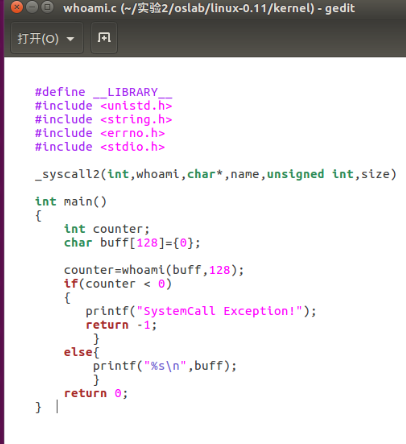 whoami.c (~/实验2/oslab/linux-0.11/kernel) - gedit
打开(O)
#define __LIBRARY__
#include <unistd.h>
#include <string.h>
#include <errno.h>
#include <stdio.h>
_syscall2(int,whoami,char*,name,unsigned int,size)
int main()
{
    int counter;
    char buff[128]={0};
    counter=whoami(buff,128);
    if(counter < 0)
    {
       printf("SystemCall Exception!");
       return -1;
        }
    else{
        printf("%s\n",buff);
        }
    return 0;
}